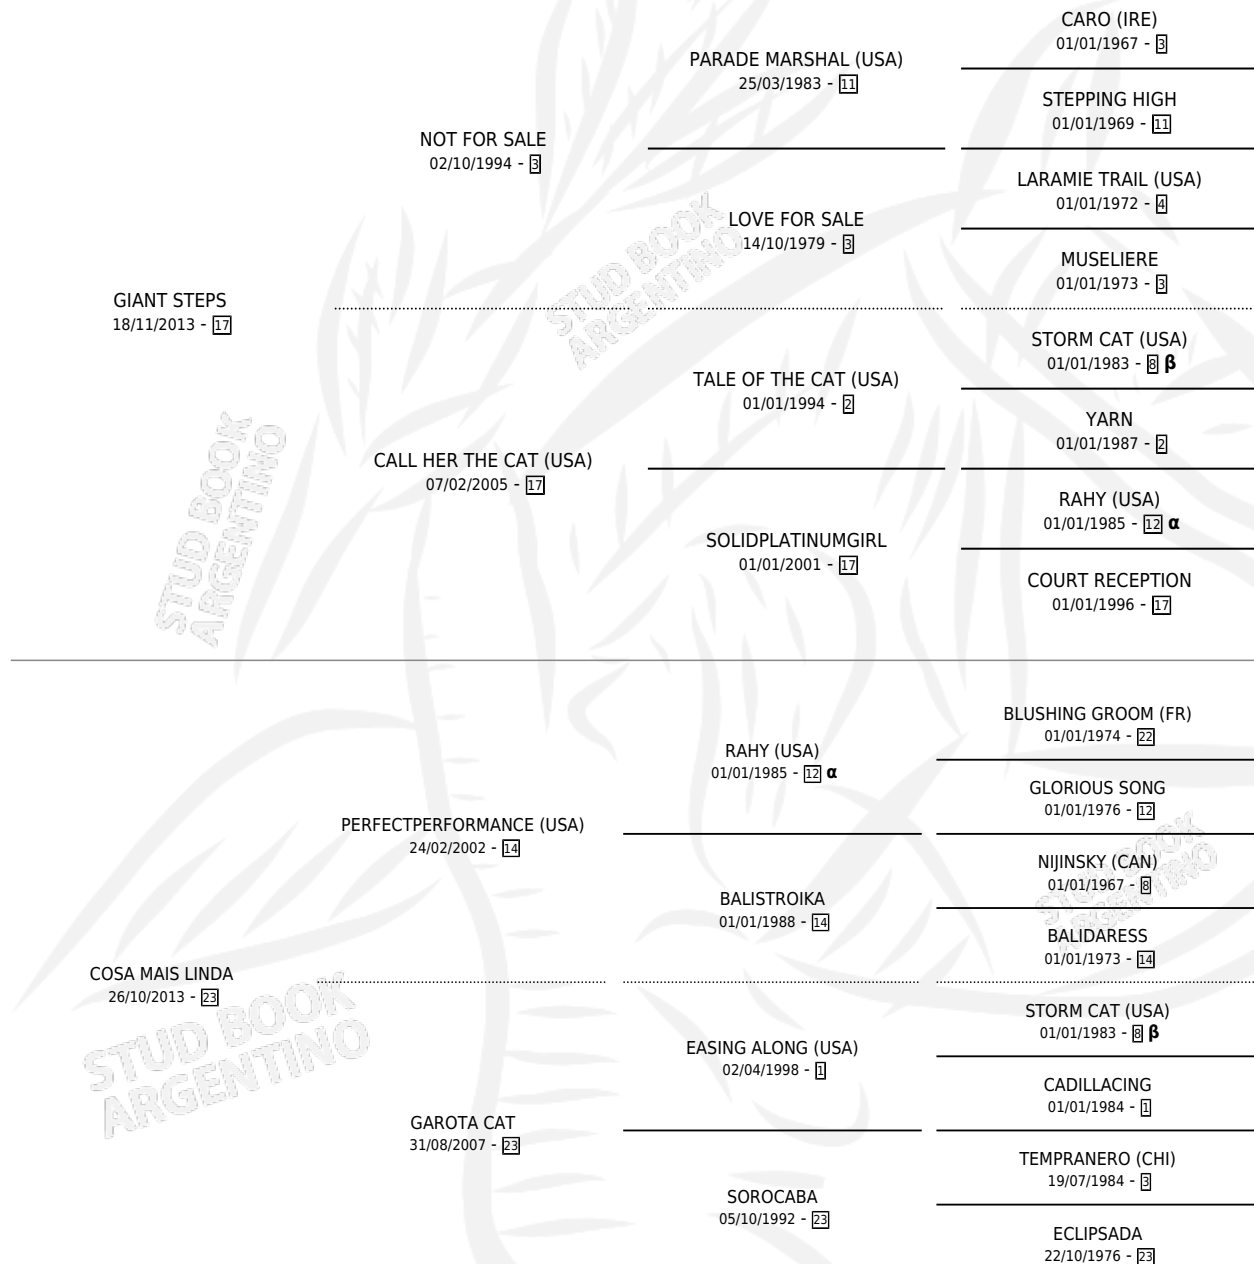 CARO (IRE)
01/01/1967 - 3
PARADE MARSHAL (USA)
25/03/1983 - 11
STEPPING HIGH
01/01/1969 - 11
NOT FOR SALE
02/10/1994 - 3
LARAMIE TRAIL (USA)
01/01/1972 - 4
LOVE FOR SALE
14/10/1979 - 3
MUSELIERE
01/01/1973 - 3
GIANT STEPS
18/11/2013 - 17
STORM CAT (USA)
01/01/1983 - 8 β
TALE OF THE CAT (USA)
01/01/1994 - 2
YARN
01/01/1987 - 2
CALL HER THE CAT (USA)
07/02/2005 - 17
RAHY (USA)
01/01/1985 - 12 α
SOLIDPLATINUMGIRL
01/01/2001 - 17
COURT RECEPTION
01/01/1996 - 17
BLUSHING GROOM (FR)
01/01/1974 - 22
RAHY (USA)
01/01/1985 - 12 α
GLORIOUS SONG
01/01/1976 - 12
PERFECTPERFORMANCE (USA)
24/02/2002 - 14
NIJINSKY (CAN)
01/01/1967 - 8
BALISTROIKA
01/01/1988 - 14
BALIDARESS
01/01/1973 - 14
COSA MAIS LINDA
26/10/2013 - 23
STORM CAT (USA)
01/01/1983 - 8 β
EASING ALONG (USA)
02/04/1998 - 1
CADILLACING
01/01/1984 - 1
GAROTA CAT
31/08/2007 - 23
TEMPRANERO (CHI)
19/07/1984 - 3
SOROCABA
05/10/1992 - 23
ECLIPSADA
22/10/1976 - 23
STUD BOOK
ARGENTINO
STUD BOOK
ARGENTINO
STUD BOOK
ARGENTINO
STUD BOOK
ARGENTINO